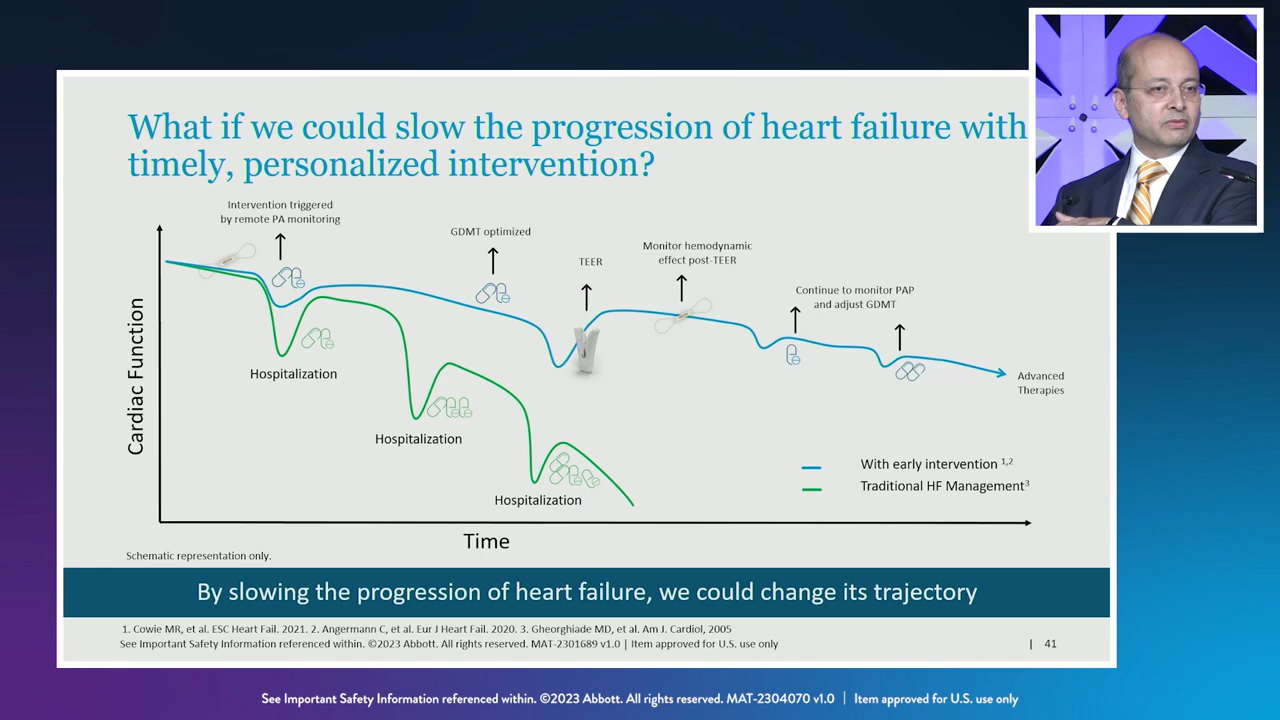 What if we could slow the progression of heart failure with
timely, personalized intervention?
Intervention triggered
by remote PA monitoring
GDMT optimized
TEER
Monitor hemodynamic
effect post-TEER
Continue to monitor PAP
and adjust GDMT
Cardiac Function
Hospitalization
Hospitalization
Hospitalization
Advanced
Therapies
With early intervention 1,2
Traditional HF Management3
Time
Schematic representation only.
By slowing the progression of heart failure, we could change its trajectory
1. Cowie MR, et al. ESC Heart Fail. 2021. 2. Angermann C, et al. Eur J Heart Fail. 2020. 3. Gheorghiade MD, et al. Am J. Cardiol, 2005
See Important Safety Information referenced within. ©2023 Abbott. All rights reserved. MAT-2301689 v1.0 | Item approved for U.S. use only
| 41
See Important Safety Information referenced within. ©2023 Abbott. All rights reserved. MAT-2304070 v1.0 | Item approved for U.S. use only